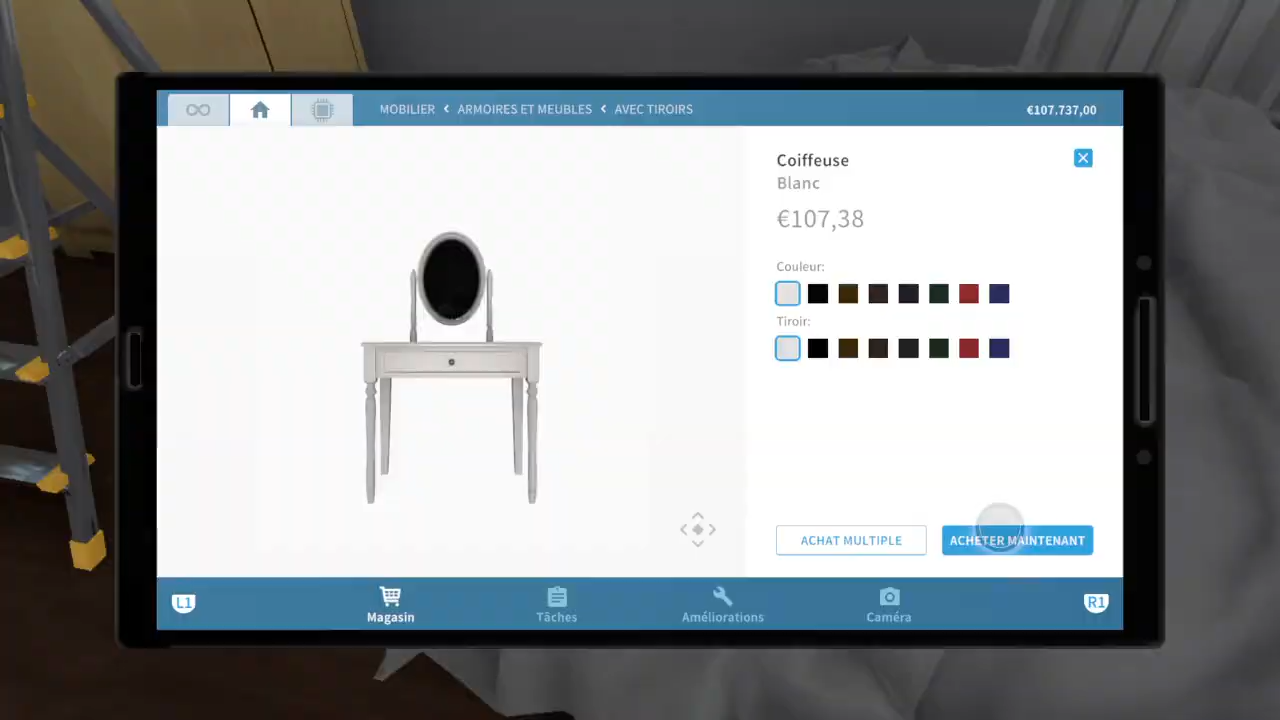 MOBILIER < ARMOIRES ET MEUBLES < AVEC TIROIRS
€107.737,00
Coiffeuse
Blanc
€107,38
Couleur:
Tiroir:
ACHAT MULTIPLE
ACHETER MAINTENANT
L1
Magasin
Tâches
Améliorations
Caméra
R1